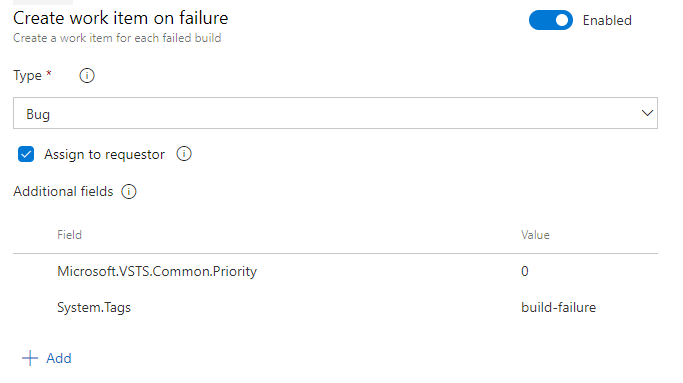 Create work item on failure
Enabled
Create a work item for each failed build
Type *
Bug
Assign to requestor
Additional fields
Field Value
Microsoft.VSTS.Common.Priority 0
System.Tags build-failure
Add